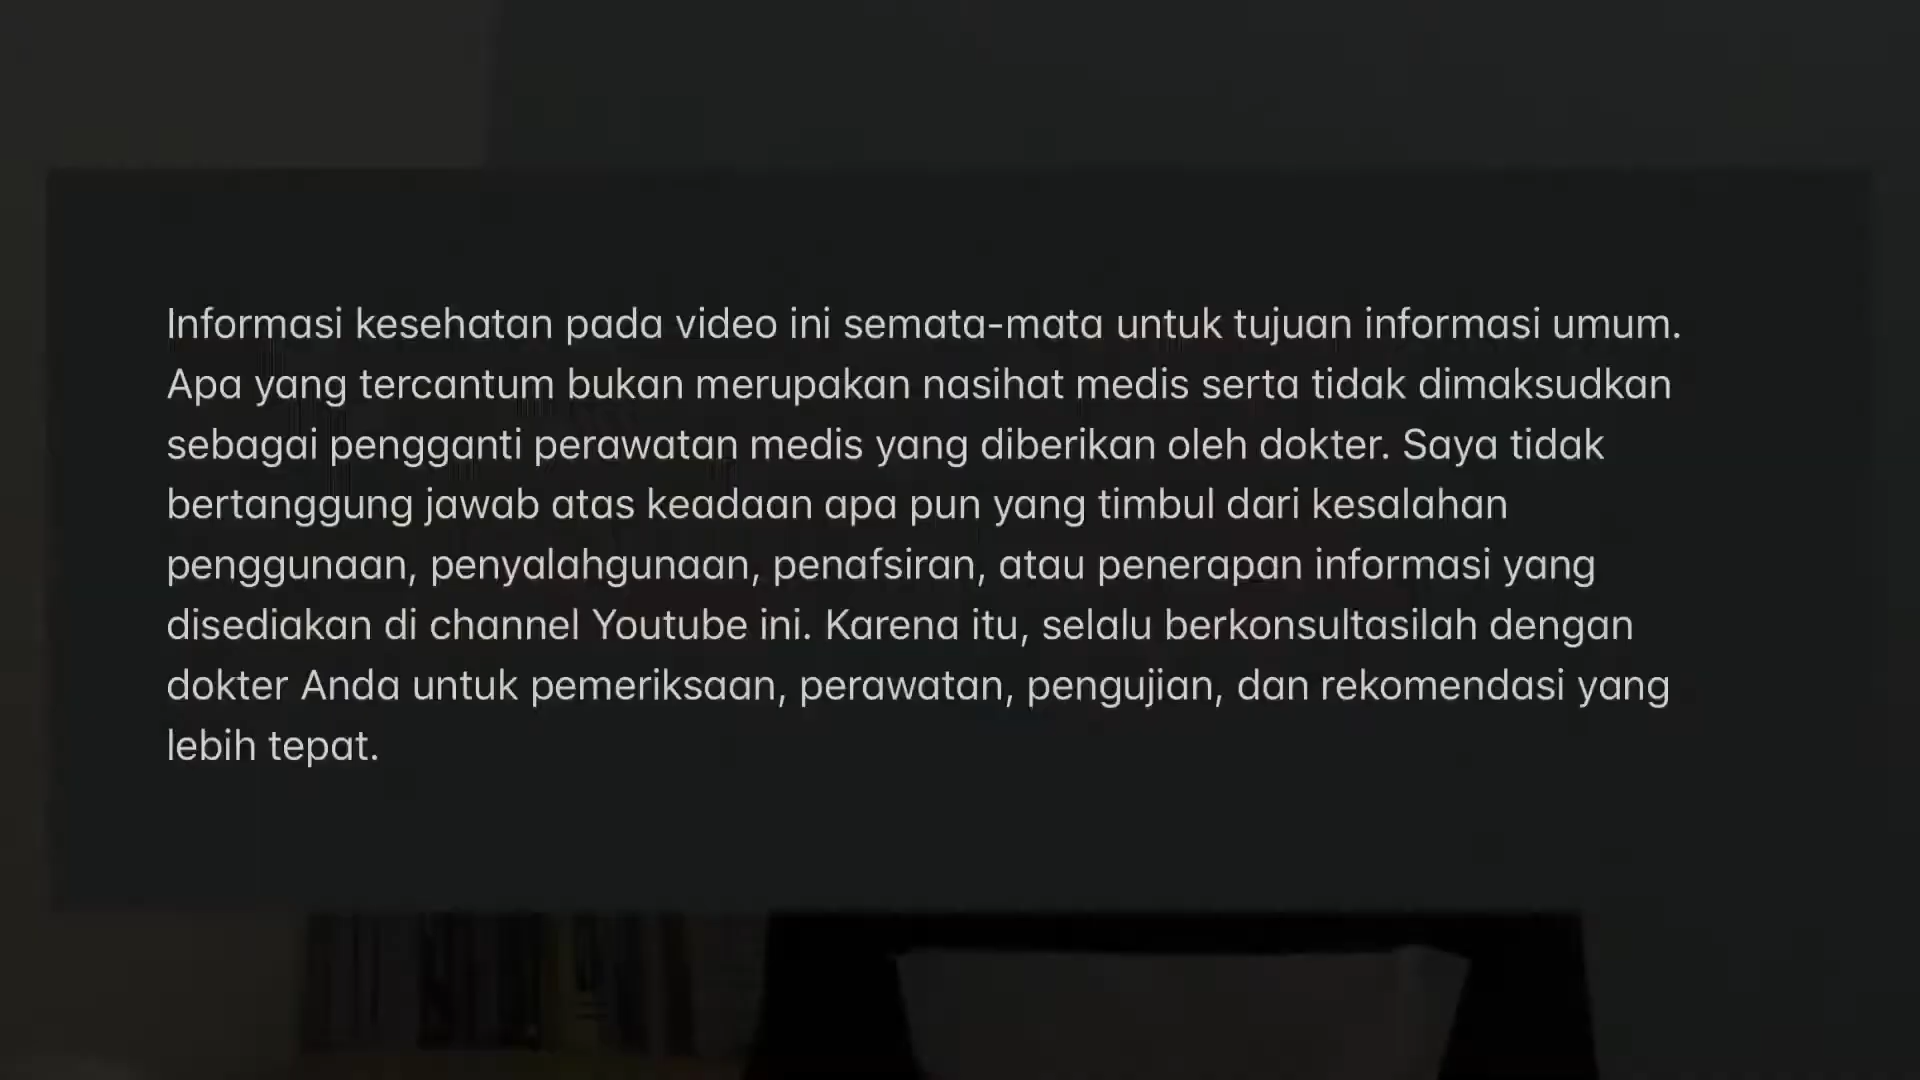 Informasi kesehatan pada video ini semata-mata untuk tujuan informasi umum.
Apa yang tercantum bukan merupakan nasihat medis serta tidak dimaksudkan
sebagai pengganti perawatan medis yang diberikan oleh dokter. Saya tidak
bertanggung jawab atas keadaan apa pun yang timbul dari kesalahan
penggunaan, penyalahgunaan, penafsiran, atau penerapan informasi yang
disediakan di channel Youtube ini. Karena itu, selalu berkonsultasilah dengan
dokter Anda untuk pemeriksaan, perawatan, pengujian, dan rekomendasi yang
lebih tepat.